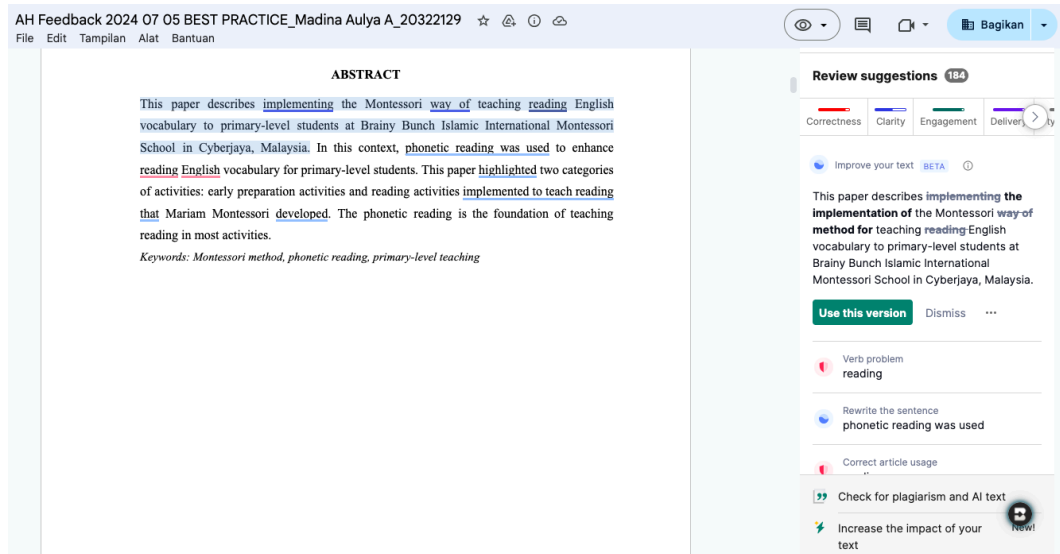 AH Feedback 2024 07 05 BEST PRACTICE_Madina Aulya A_20322129
File Edit Tampilan Alat Bantuan
Bagikan
ABSTRACT
This paper describes implementing the Montessori way of teaching reading English
vocabulary to primary-level students at Brainy Bunch Islamic International Montessori
School in Cyberjaya, Malaysia. In this context, phonetic reading was used to enhance
reading English vocabulary for primary-level students. This paper highlighted two categories
of activities: early preparation activities and reading activities implemented to teach reading
that Mariam Montessori developed. The phonetic reading is the foundation of teaching
reading in most activities.
Keywords: Montessori method, phonetic reading, primary-level teaching
Review suggestions 184
Correctness Clarity Engagement
Improve your text BETA
This paper describes implementing the
implementation of the Montessori way of
method for teaching reading English
vocabulary to primary-level students at
Brainy Bunch Islamic International
Montessori School in Cyberjaya, Malaysia.
Use this version Dismiss ...
Verb problem
reading
Rewrite the sentence
phonetic reading was used
Correct article usage
Check for plagiarism and AI text
Increase the impact of your
text
New!